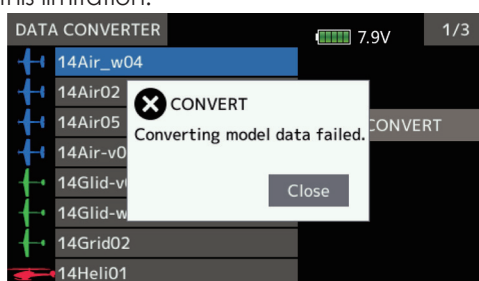 this limitation.
DATA CONVERTER
7.9V
1/3
14Air_w04
14Air02
14Air05
14Air-v0
14Glid-v
14Glid-w
14Grid02
14Heli01
CONVERT
Converting model data failed.
Close
CONVERT